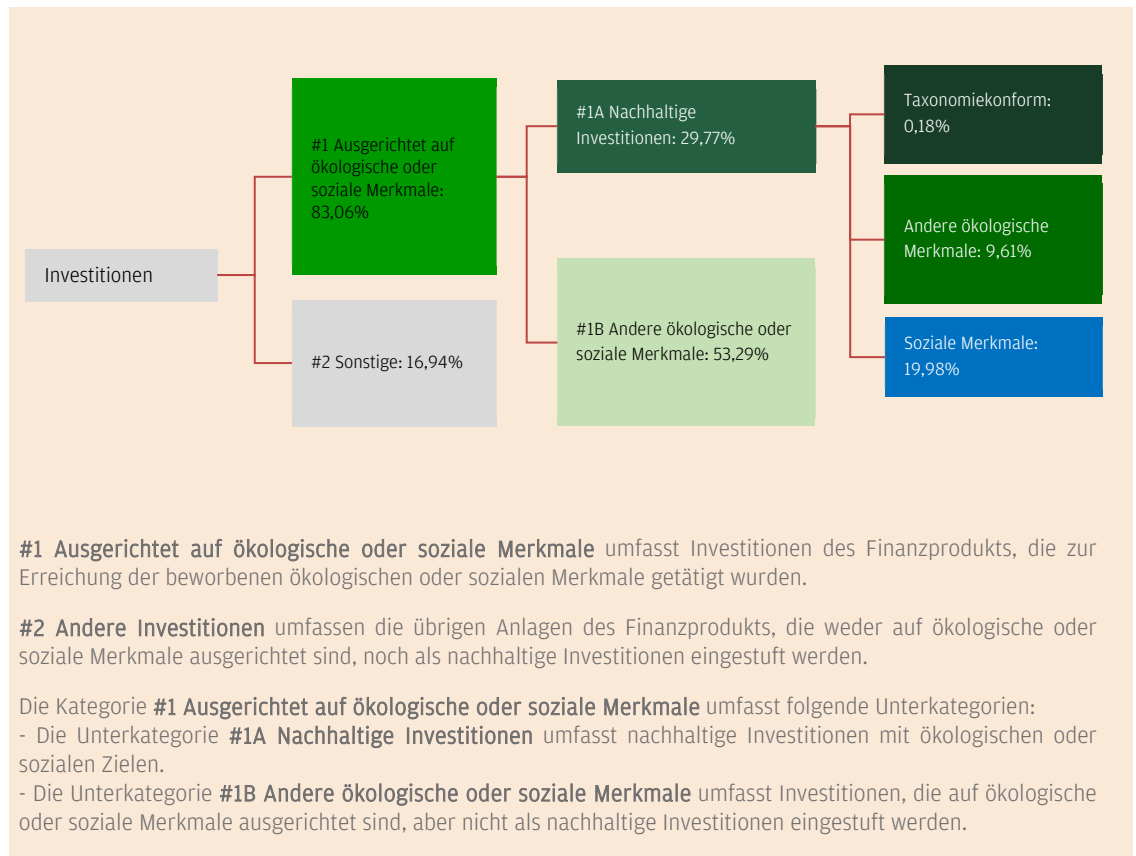 Investitionen
#1 Ausgerichtet auf
ökologische oder
soziale Merkmale:
83,06%
#2 Sonstige: 16,94%
#1A Nachhaltige
Investitionen: 29,77%
#1B Andere ökologische oder
soziale Merkmale: 53,29%
Taxonomiekonform:
0,18%
Andere ökologische
Merkmale: 9,61%
Soziale Merkmale:
19,98%
#1 Ausgerichtet auf ökologische oder soziale Merkmale umfasst Investitionen des Finanzprodukts, die zur
Erreichung der beworbenen ökologischen oder sozialen Merkmale getätigt wurden.
#2 Andere Investitionen umfassen die übrigen Anlagen des Finanzprodukts, die weder auf ökologische oder
soziale Merkmale ausgerichtet sind, noch als nachhaltige Investitionen eingestuft werden.
Die Kategorie #1 Ausgerichtet auf ökologische oder soziale Merkmale umfasst folgende Unterkategorien:
- Die Unterkategorie #1A Nachhaltige Investitionen umfasst nachhaltige Investitionen mit ökologischen oder
sozialen Zielen.
- Die Unterkategorie #1B Andere ökologische oder soziale Merkmale umfasst Investitionen, die auf ökologische
oder soziale Merkmale ausgerichtet sind, aber nicht als nachhaltige Investitionen eingestuft werden.